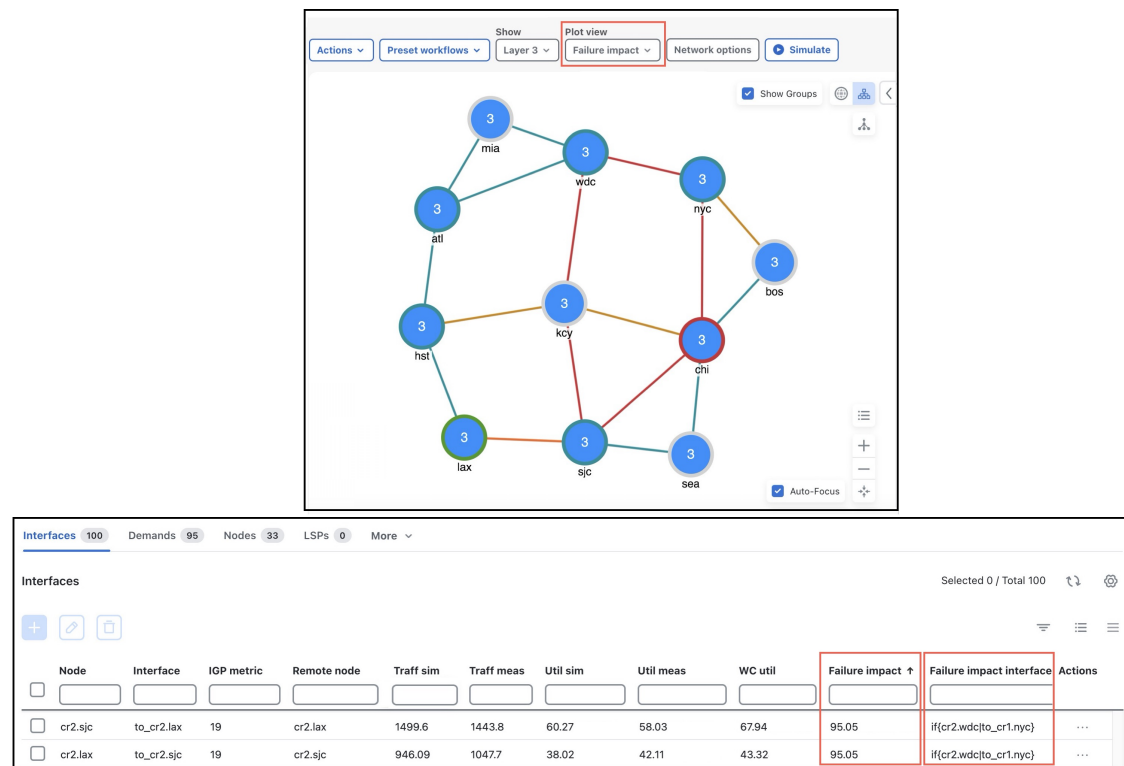 Show Plot view
Actions Preset workflows Layer 3 Failure impact Network options Simulate
Show Groups
3
mia
3
wdc
3
nyc
3
atl
3
bos
3
kcy
3
hst
3
chi
3
lax
3
sjc
3
sea
Auto-Focus
Interfaces 100 Demands 95 Nodes 33 LSPs 0 More
Interfaces Selected 0 / Total 100
Node Interface IGP metric Remote node Traff sim Traff meas Util sim Util meas WC util Failure impact ↑ Failure impact interface Actions
cr2.sjc to_cr2.lax 19 cr2.lax 1499.6 1443.8 60.27 58.03 67.94 95.05 if{cr2.wdc|to_cr1.nyc} ...
cr2.lax to_cr2.sjc 19 cr2.sjc 946.09 1047.7 38.02 42.11 43.32 95.05 if{cr2.wdc|to_cr1.nyc} ...